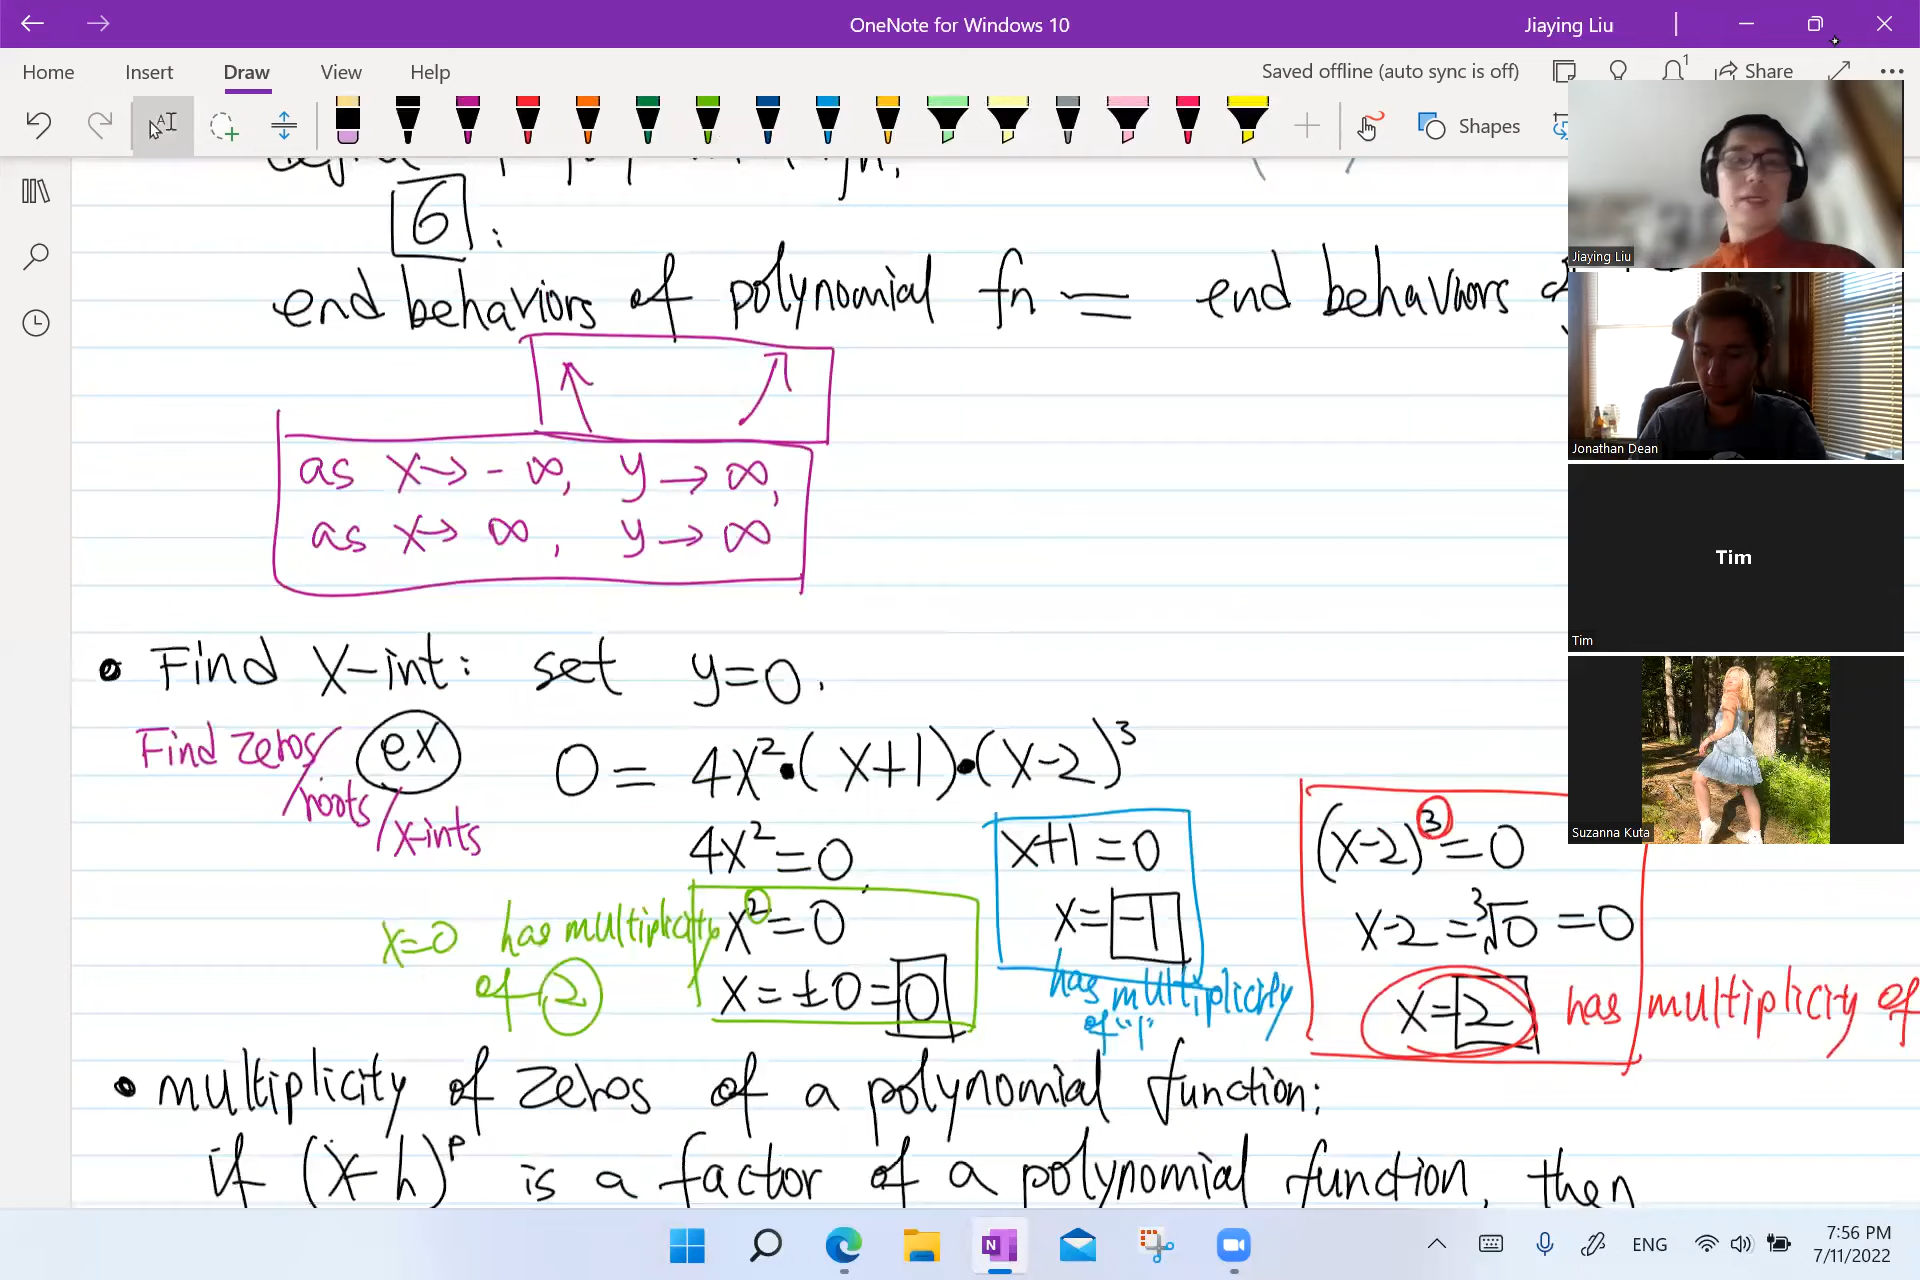 OneNote for Windows 10
Jiaying Liu
Home Insert Draw View Help
Saved offline (auto sync is off)
1
Share
Shapes
6 :
end behaviors of polynomial fn = end behaviors
as x→ - ∞, y → ∞,
as x→ ∞, y → ∞
• Find x-int: set y=0.
Find zeros/
/roots
/x-ints
ex
0 = 4x²•(x+1)•(x-2)³
4x²=0
x²=0
x=±0=0
x=0 has multiplicity
of 2
x+1=0
x=-1
has multiplicity
of "1"
(x-2)³=0
x-2=³√0=0
x=2 has multiplicity of
• multiplicity of zeros of a polynomial function:
if (x-h)^p is a factor of a polynomial function, then
Jiaying Liu
Jonathan Dean
Tim
Tim
Suzanna Kuta
ENG
7:56 PM
7/11/2022